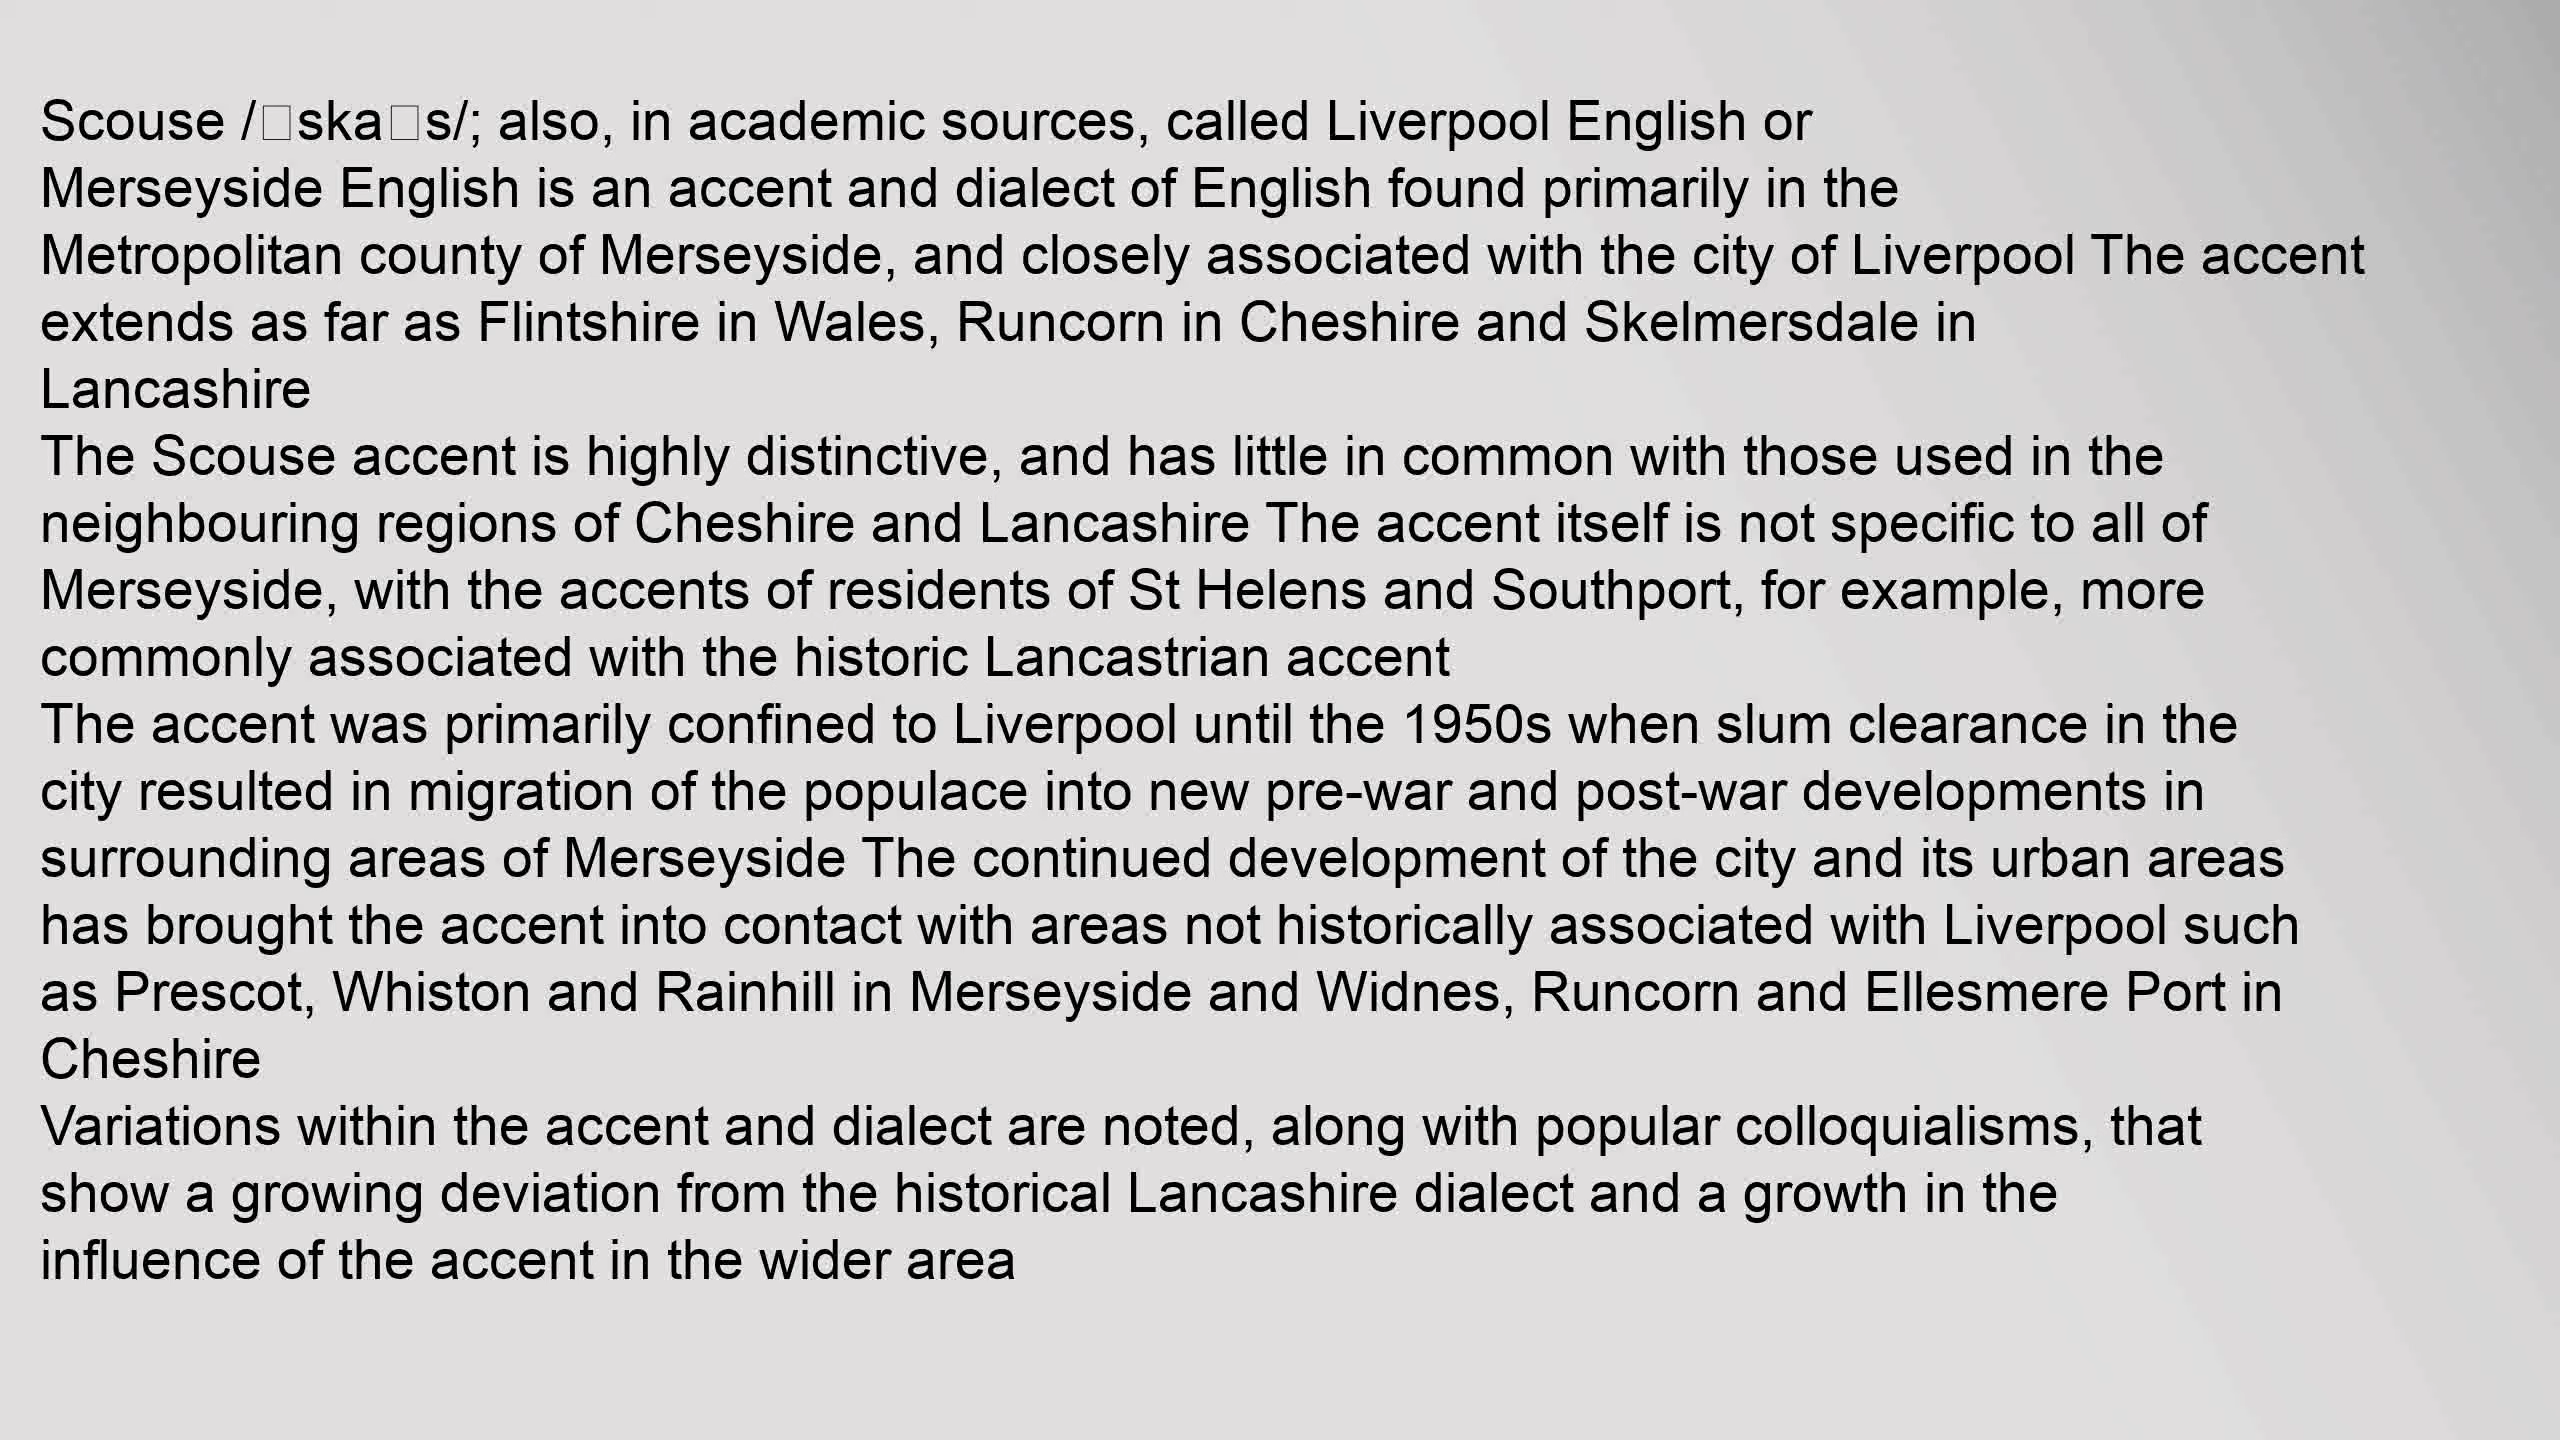 Scouse /□ska□s/; also, in academic sources, called Liverpool English or
Merseyside English is an accent and dialect of English found primarily in the
Metropolitan county of Merseyside, and closely associated with the city of Liverpool The accent
extends as far as Flintshire in Wales, Runcorn in Cheshire and Skelmersdale in
Lancashire
The Scouse accent is highly distinctive, and has little in common with those used in the
neighbouring regions of Cheshire and Lancashire The accent itself is not specific to all of
Merseyside, with the accents of residents of St Helens and Southport, for example, more
commonly associated with the historic Lancastrian accent
The accent was primarily confined to Liverpool until the 1950s when slum clearance in the
city resulted in migration of the populace into new pre-war and post-war developments in
surrounding areas of Merseyside The continued development of the city and its urban areas
has brought the accent into contact with areas not historically associated with Liverpool such
as Prescot, Whiston and Rainhill in Merseyside and Widnes, Runcorn and Ellesmere Port in
Cheshire
Variations within the accent and dialect are noted, along with popular colloquialisms, that
show a growing deviation from the historical Lancashire dialect and a growth in the
influence of the accent in the wider area